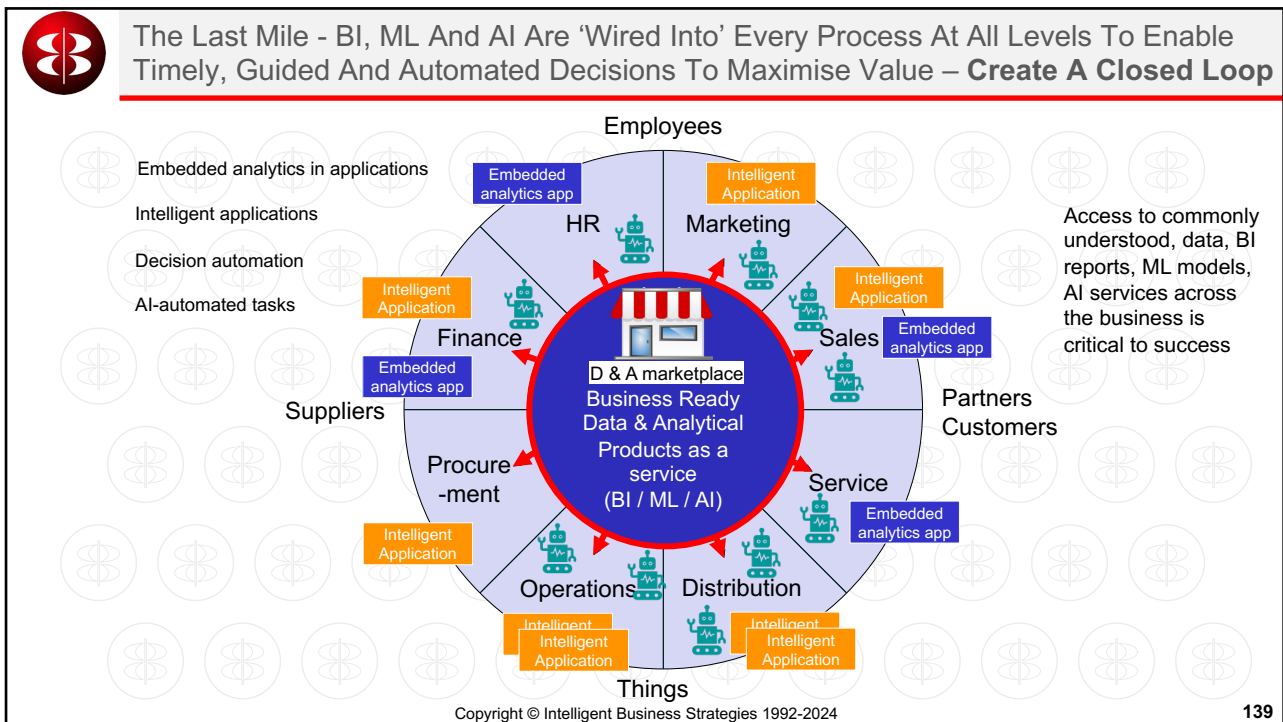 The Last Mile - BI, ML And AI Are ‘Wired Into’ Every Process At All Levels To Enable
Timely, Guided And Automated Decisions To Maximise Value – Create A Closed Loop
Employees
Embedded analytics in applications
Intelligent applications
Decision automation
AI-automated tasks
Embedded
analytics app
HR
Intelligent
Application
Marketing
Intelligent
Application
Finance
Embedded
analytics app
Intelligent
Application
Sales
Embedded
analytics app
Access to commonly
understood, data, BI
reports, ML models,
AI services across
the business is
critical to success
D & A marketplace
Business Ready
Data & Analytical
Products as a
service
(BI / ML / AI)
Suppliers
Partners
Customers
Procure
-ment
Intelligent
Application
Service
Embedded
analytics app
Operations
Intelligent
Intelligent
Application
Distribution
Intelligent
Intelligent
Application
Things
Copyright © Intelligent Business Strategies 1992-2024
139